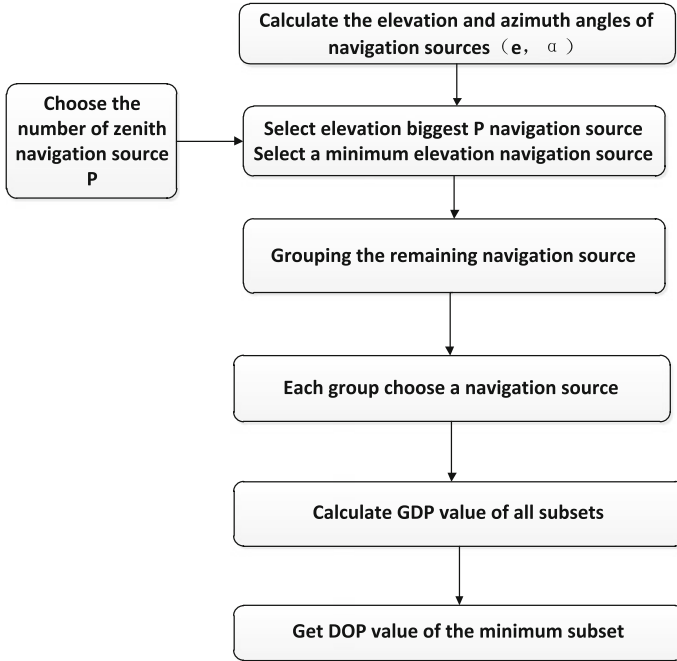 Calculate the elevation and azimuth angles of
navigation sources（e， α）
Choose the
number of zenith
navigation source
P
Select elevation biggest P navigation source
Select a minimum elevation navigation source
Grouping the remaining navigation source
Each group choose a navigation source
Calculate GDP value of all subsets
Get DOP value of the minimum subset